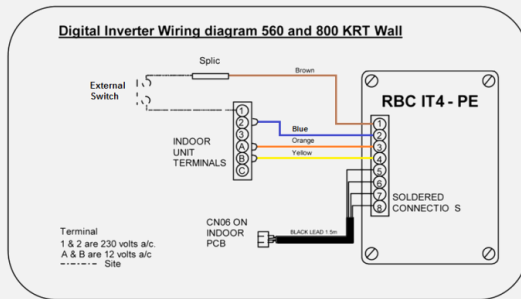 Digital Inverter Wiring diagram 560 and 800 KRT Wall
Splic
Brown
External
Switch
RBC IT4 - PE
1
2
3
A
B
C
INDOOR
UNIT
TERMINALS
Blue
Orange
Yellow
1
2
3
4
5
6
7
8
SOLDERED
CONNECTIO S
CN06 ON
INDOOR
PCB
BLACK LEAD 1.5m
Terminal
1 & 2 are 230 volts a/c.
A & B are 12 volts a/c
Site